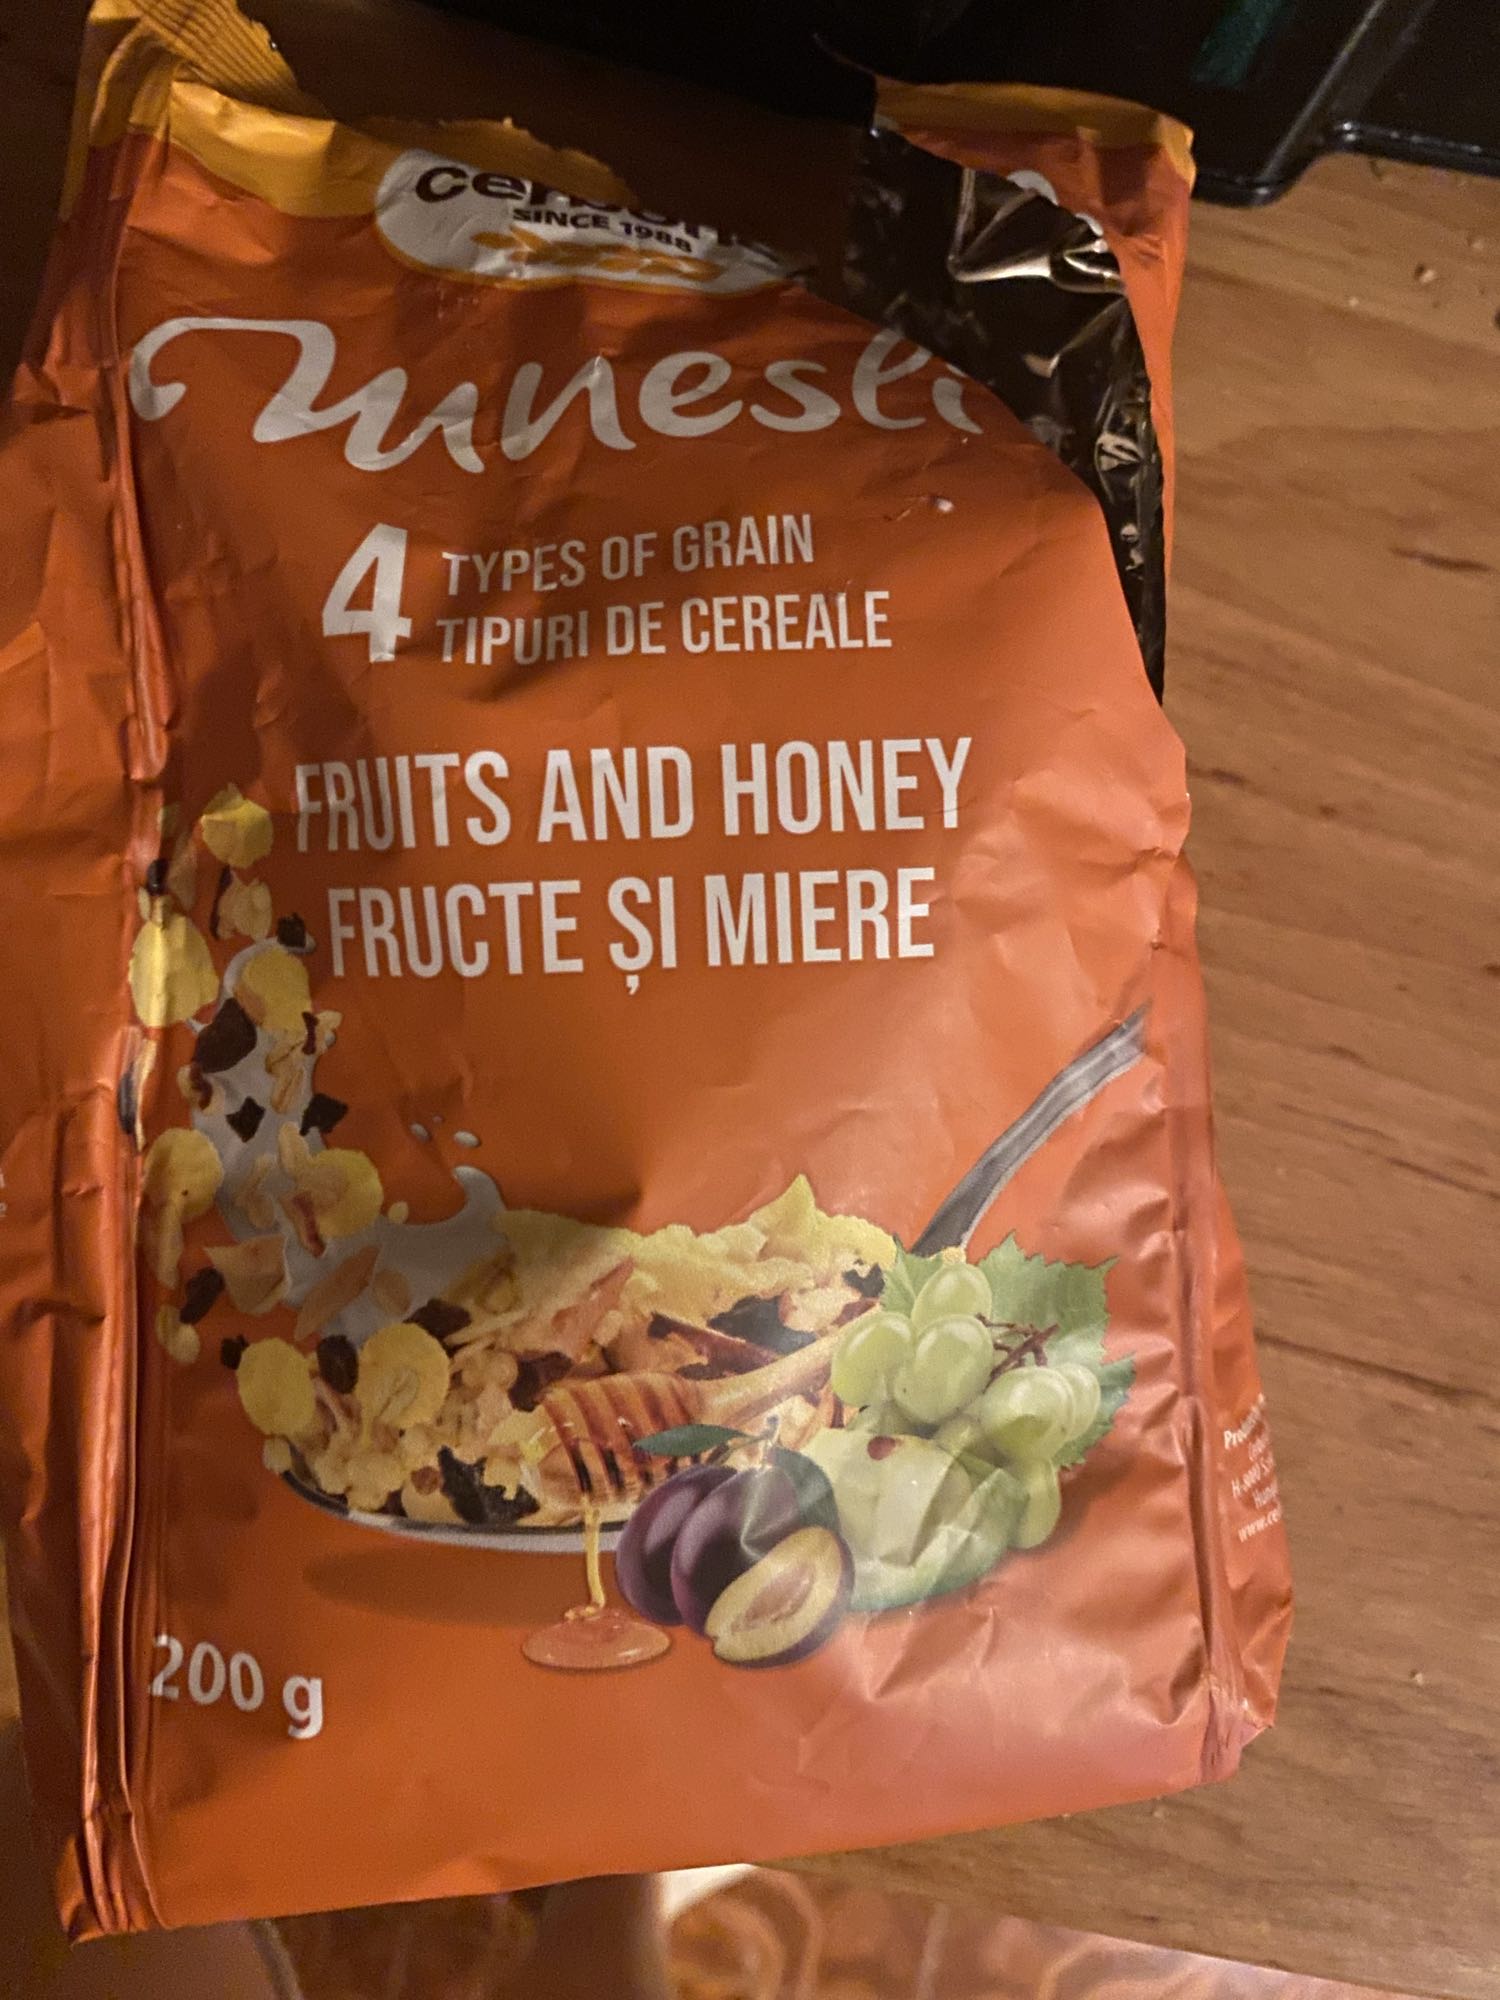 SINCE 1988
Muesli
4 TYPES OF GRAIN
TIPURI DE CEREALE
FRUITS AND HONEY
FRUCTE ȘI MIERE
200 g